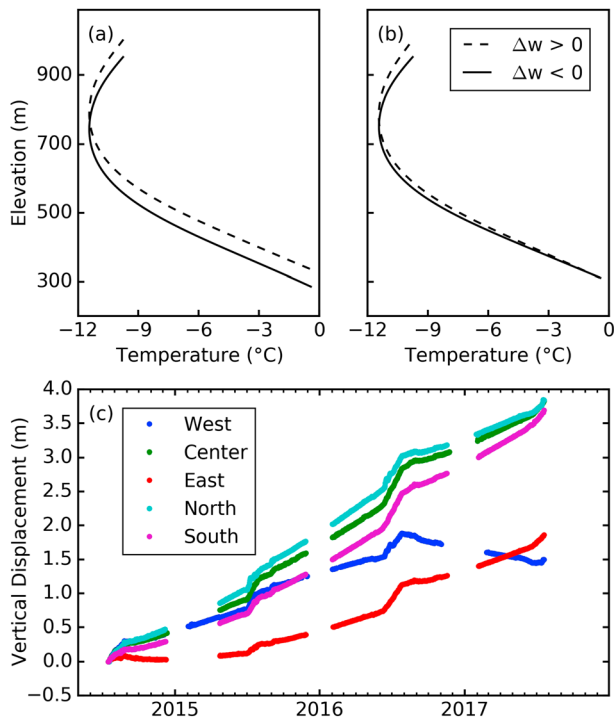 (a)
(b)
Δw > 0
Δw < 0
Elevation (m)
900
700
500
300
−12 −9 −6 −3 0
−12 −9 −6 −3 0
Temperature (°C)
Temperature (°C)
(c)
West
Center
East
North
South
Vertical Displacement (m)
4.0
3.5
3.0
2.5
2.0
1.5
1.0
0.5
0.0
−0.5
2015 2016 2017